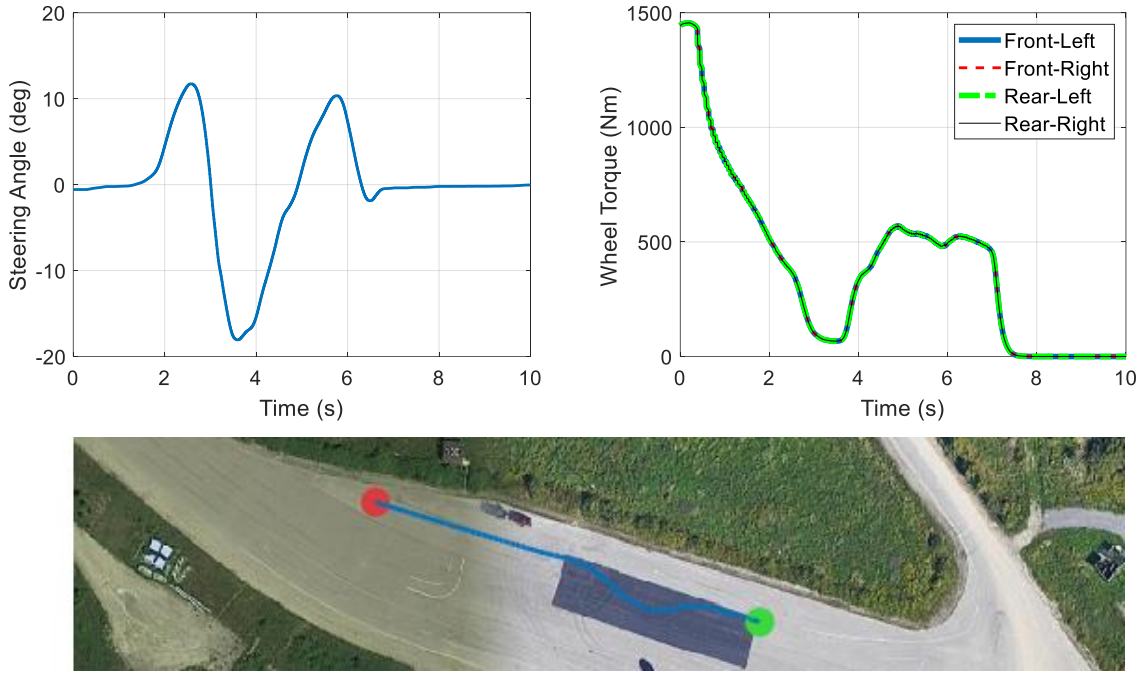 20
10
0
-10
-20
Steering Angle (deg)
0 2 4 6 8 10
Time (s)
1500
1000
500
0
Wheel Torque (Nm)
Front-Left
Front-Right
Rear-Left
Rear-Right
0 2 4 6 8 10
Time (s)